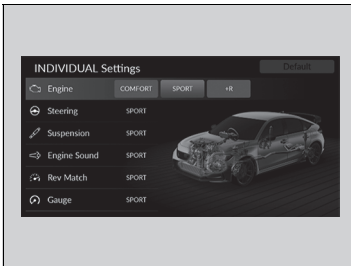 INDIVIDUAL Settings Default
Engine COMFORT SPORT +R
Steering SPORT
Suspension SPORT
Engine Sound SPORT
Rev Match SPORT
Gauge SPORT